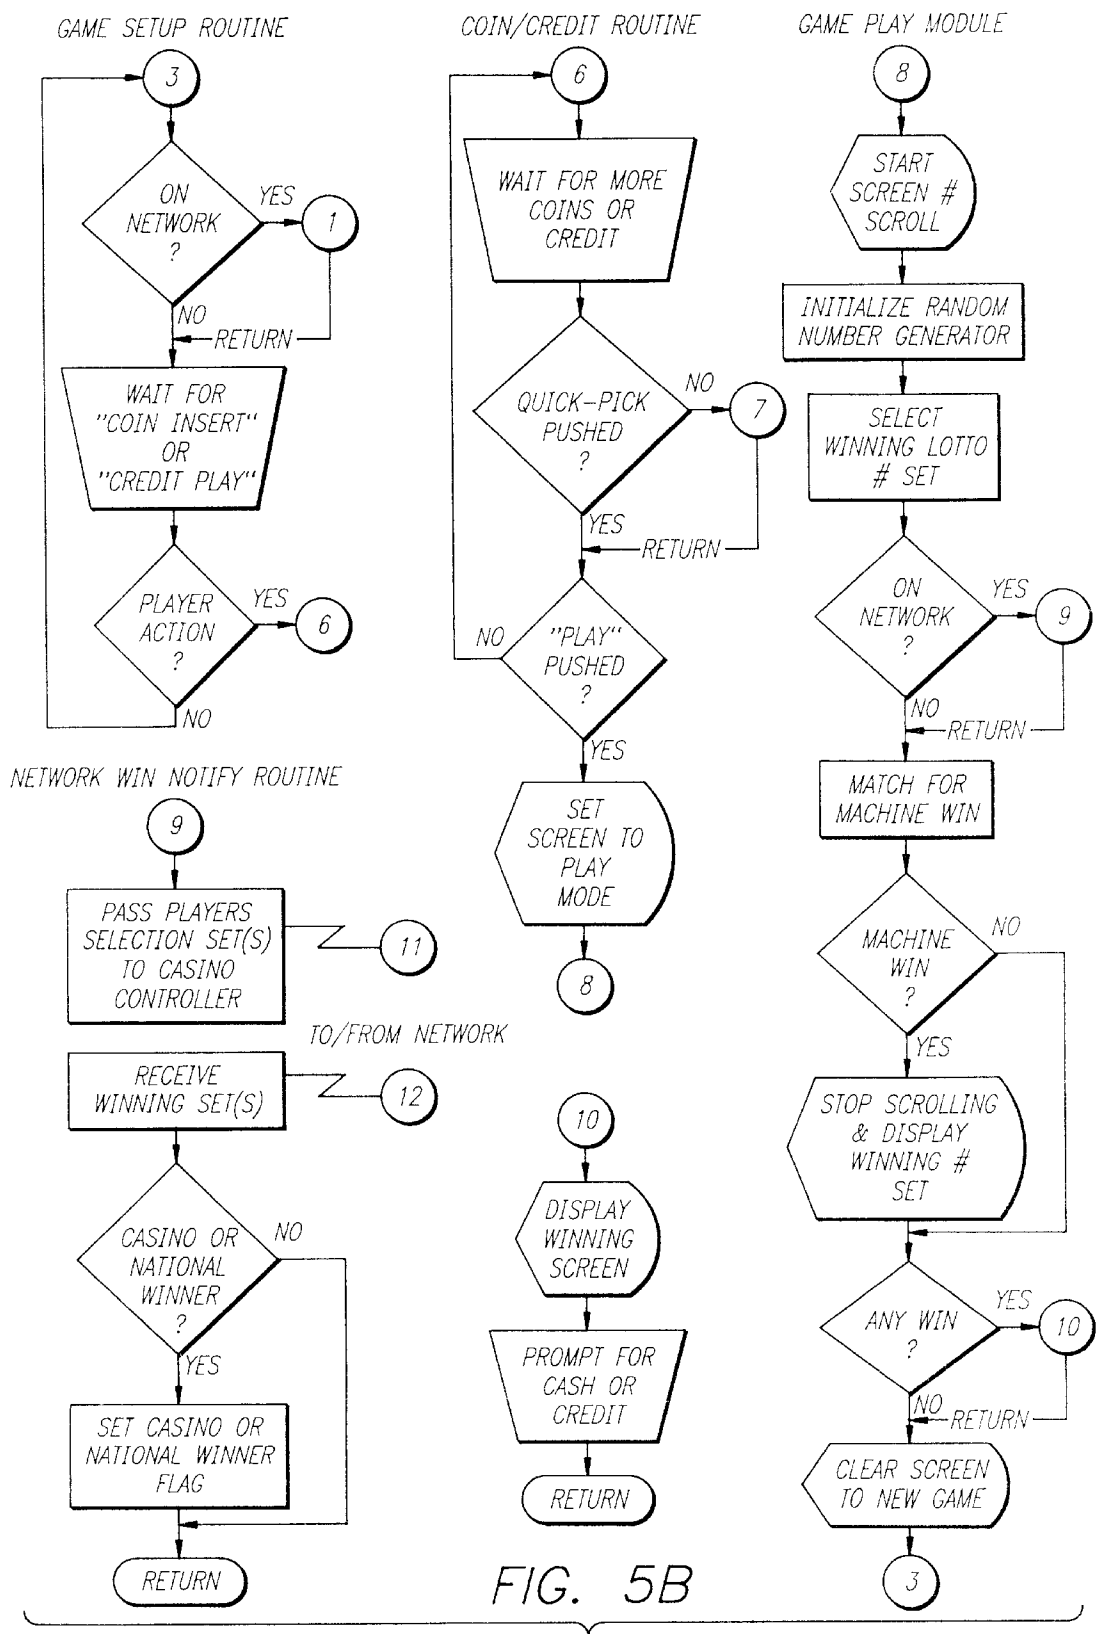 GAME SETUP ROUTINE
3
ON
NETWORK
?
YES
1
NO
RETURN
WAIT FOR
"COIN INSERT"
OR
"CREDIT PLAY"
PLAYER
ACTION
?
YES
6
NO
NETWORK WIN NOTIFY ROUTINE
9
PASS PLAYERS
SELECTION SET(S)
TO CASINO
CONTROLLER
11
TO/FROM NETWORK
RECEIVE
WINNING SET(S)
12
CASINO OR
NATIONAL
WINNER
?
NO
YES
SET CASINO OR
NATIONAL WINNER
FLAG
RETURN
COIN/CREDIT ROUTINE
6
WAIT FOR MORE
COINS OR
CREDIT
QUICK-PICK
PUSHED
?
NO
7
YES
RETURN
"PLAY"
PUSHED
?
NO
YES
SET
SCREEN TO
PLAY
MODE
8
10
DISPLAY
WINNING
SCREEN
PROMPT FOR
CASH OR
CREDIT
RETURN
GAME PLAY MODULE
8
START
SCREEN #
SCROLL
INITIALIZE RANDOM
NUMBER GENERATOR
SELECT
WINNING LOTTO
# SET
ON
NETWORK
?
YES
9
NO
RETURN
MATCH FOR
MACHINE WIN
MACHINE
WIN
?
NO
YES
STOP SCROLLING
& DISPLAY
WINNING #
SET
ANY WIN
?
YES
10
NO
RETURN
CLEAR SCREEN
TO NEW GAME
3
FIG. 5B